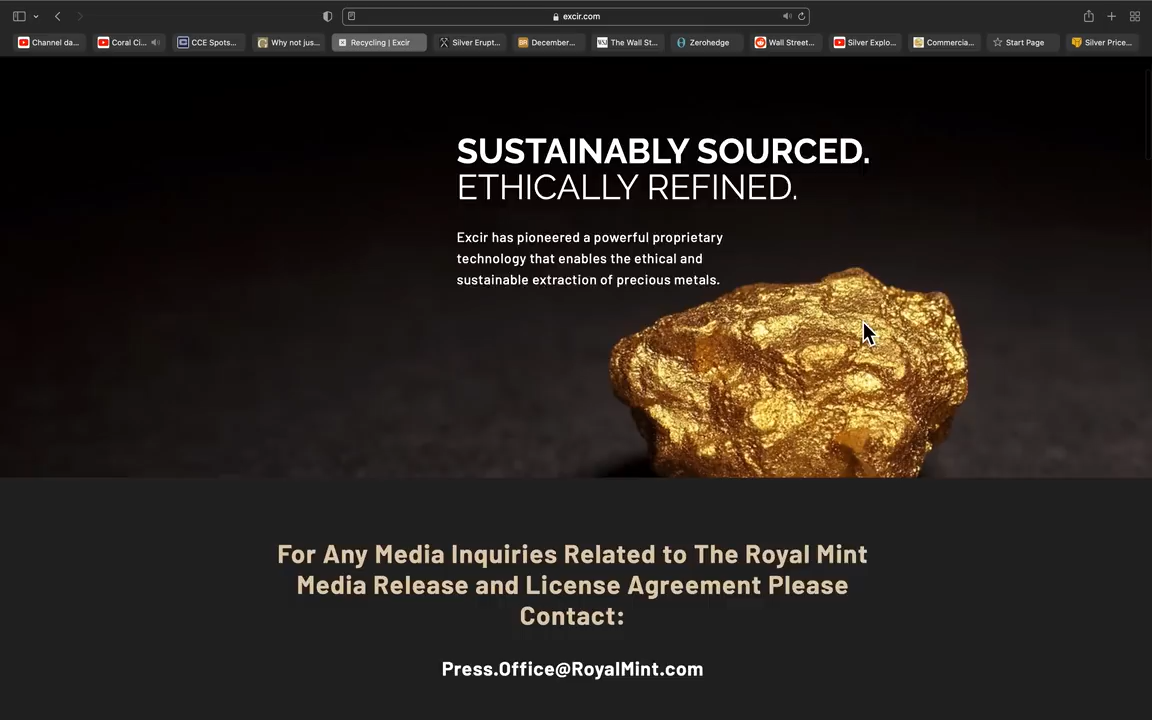 excir.com
Channel da...
Coral Ci...
CCE Spots...
Why not jus...
Recycling | Excir
Silver Erupt...
December...
The Wall St...
Zerohedge
Wall Street...
Silver Explo...
Commercia...
Start Page
Silver Price...
SUSTAINABLY SOURCED.
ETHICALLY REFINED.
Excir has pioneered a powerful proprietary
technology that enables the ethical and
sustainable extraction of precious metals.
For Any Media Inquiries Related to The Royal Mint
Media Release and License Agreement Please
Contact:
Press.Office@RoyalMint.com